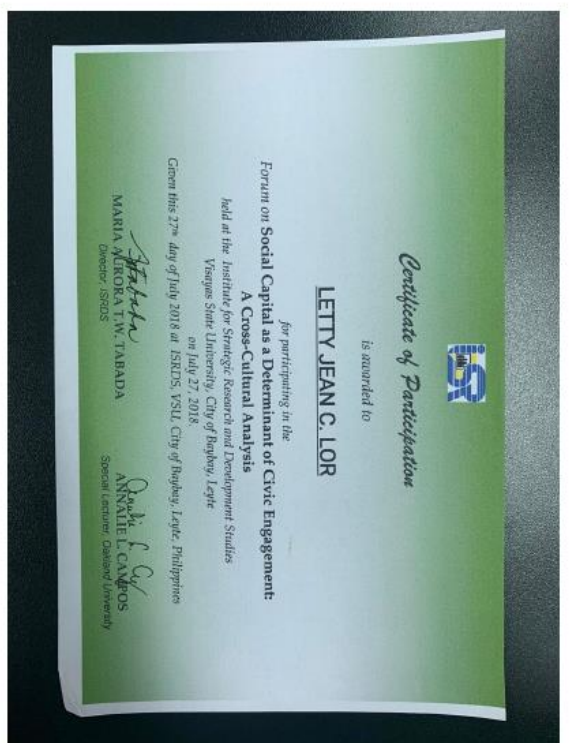 Certificate of Participation
is awarded to
LETTY JEAN C. LOR
for participating in the
Forum on Social Capital as a Determinant of Civic Engagement:
A Cross-Cultural Analysis
held at the Institute for Strategic Research and Development Studies
Visayas State University, City of Baybay, Leyte
on July 27, 2018.
Given this 27th day of July 2018 at ISRDS, VSU, City of Baybay, Leyte, Philippines
MARIA AURORA T.W. TABADA
Director, ISRDS
ANNALIE L. CAMPOS
Special Lecturer, Oakland University